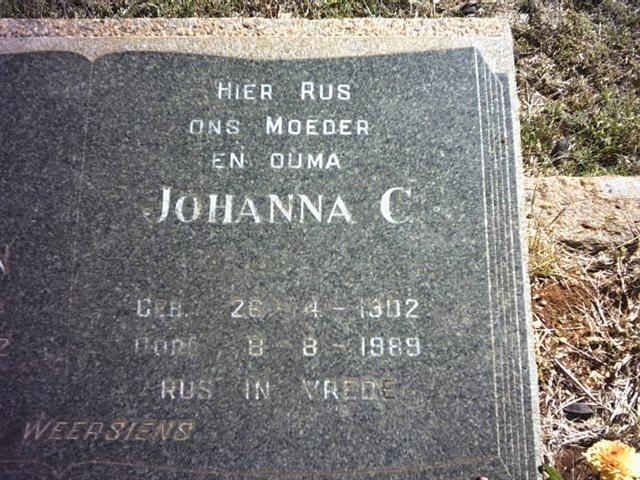 HIER RUS
ONS MOEDER
EN OUMA
JOHANNA C
GEB. 26-4-1902
OORL 8-8-1989
RUS IN VREDE
WEERSIENS